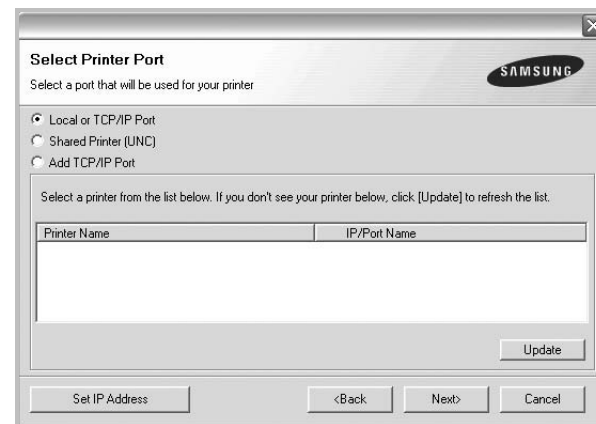 Select Printer Port
Select a port that will be used for your printer
SAMSUNG
Local or TCP/IP Port
Shared Printer (UNC)
Add TCP/IP Port
Select a printer from the list below. If you don't see your printer below, click [Update] to refresh the list.
Printer Name IP/Port Name
Update
Set IP Address <Back Next> Cancel